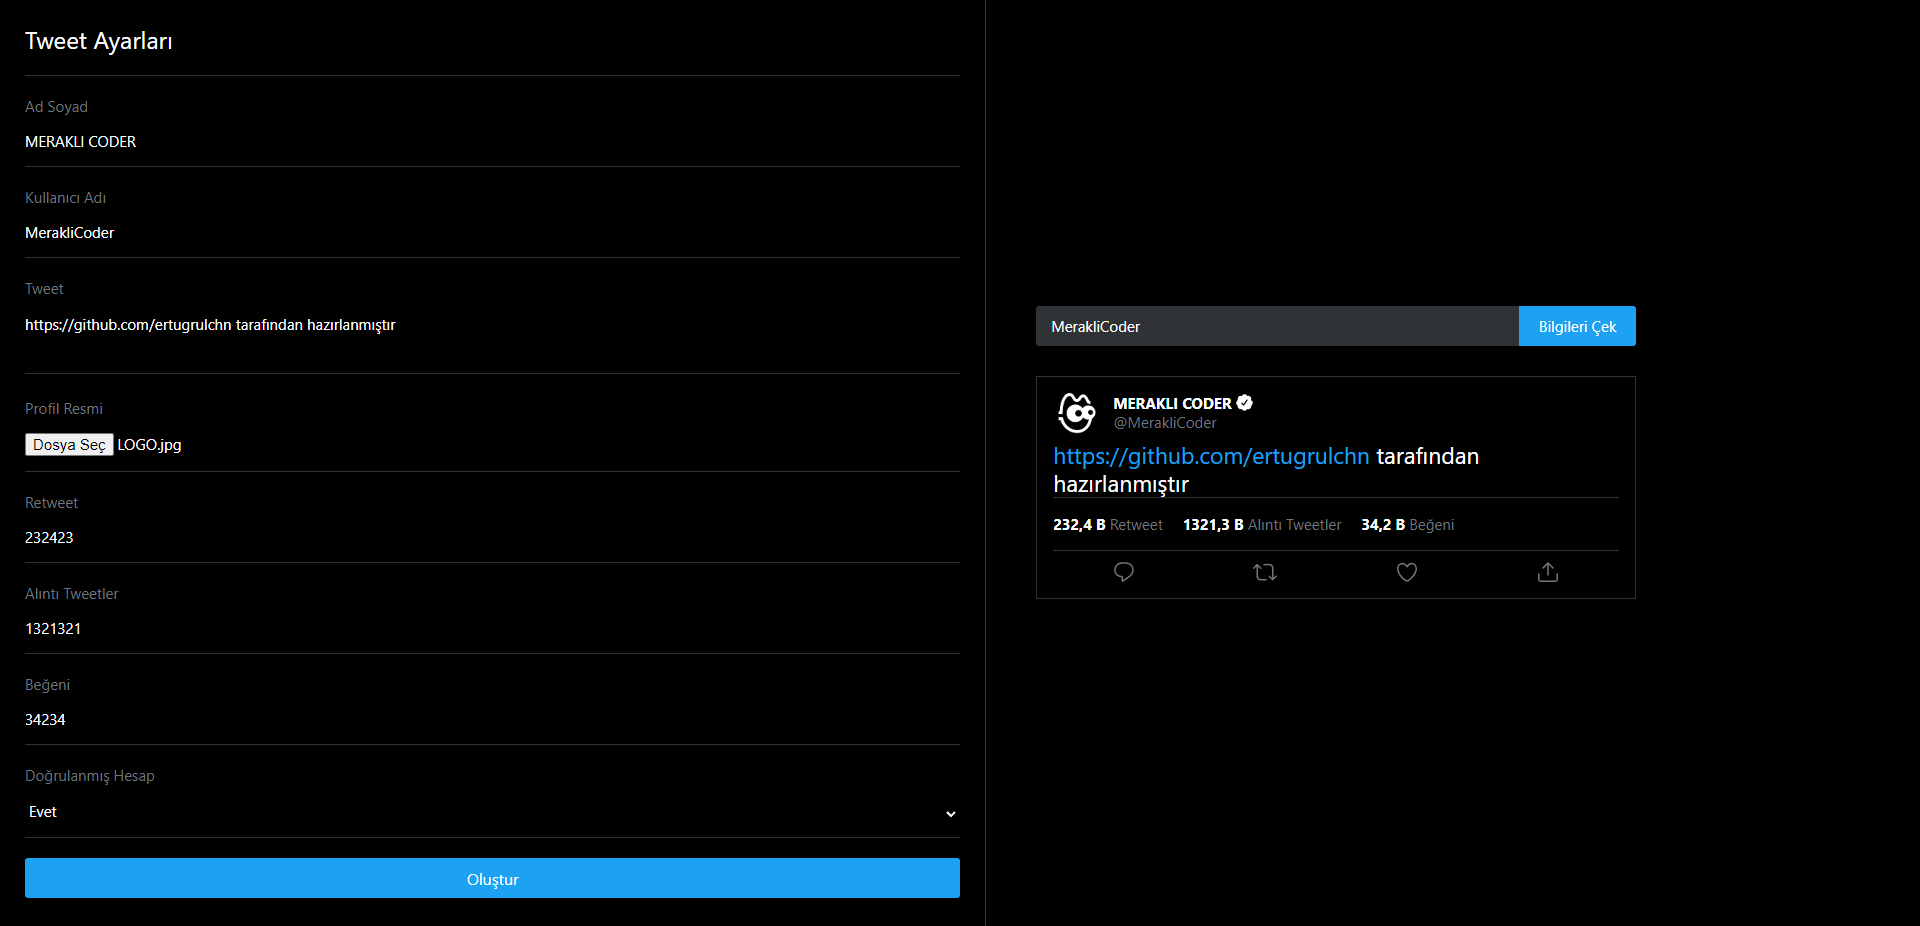 Tweet Ayarları
Ad Soyad
MERAKLI CODER
Kullanıcı Adı
MerakliCoder
Tweet
https://github.com/ertugrulchn tarafından hazırlanmıştır
Profil Resmi
Dosya Seç LOGO.jpg
Retweet
232423
Alıntı Tweetler
1321321
Beğeni
34234
Doğrulanmış Hesap
Evet
Oluştur
MerakliCoder
Bilgileri Çek
MERAKLI CODER
@MerakliCoder
https://github.com/ertugrulchn tarafından
hazırlanmıştır
232,4 B Retweet 1321,3 B Alıntı Tweetler 34,2 B Beğeni